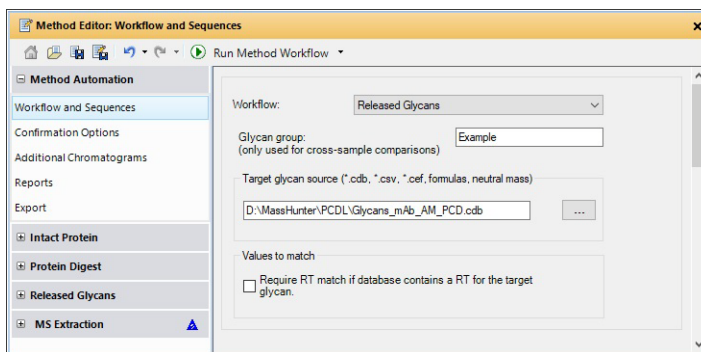 Method Editor: Workflow and Sequences
Run Method Workflow
Method Automation
Workflow and Sequences
Confirmation Options
Additional Chromatograms
Reports
Export
Intact Protein
Protein Digest
Released Glycans
MS Extraction
Workflow:
Released Glycans
Glycan group:
(only used for cross-sample comparisons)
Example
Target glycan source (*.cdb, *.csv, *.cef, formulas, neutral mass)
D:\MassHunter\PCDL\Glycans_mAb_AM_PCD.cdb
...
Values to match
Require RT match if database contains a RT for the target
glycan.